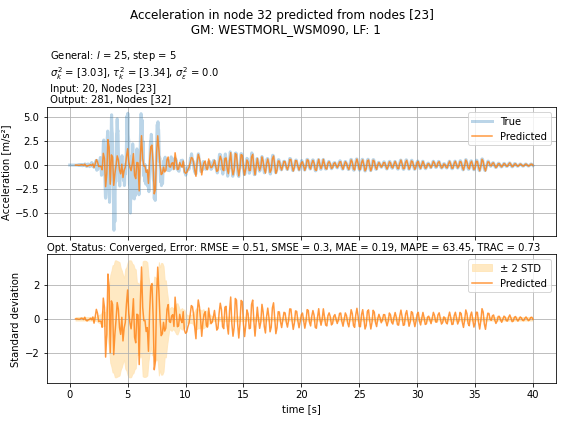 Acceleration in node 32 predicted from nodes [23]
GM: WESTMORL_WSM090, LF: 1
General: l = 25, step = 5
σ²ₖ = [3.03], τ²ₖ = [3.34], σ²ε = 0.0
Input: 20, Nodes [23]
Output: 281, Nodes [32]
Acceleration [m/s²]
5.0
2.5
0.0
−2.5
−5.0
True
Predicted
Opt. Status: Converged, Error: RMSE = 0.51, SMSE = 0.3, MAE = 0.19, MAPE = 63.45, TRAC = 0.73
Standard deviation
2
0
−2
± 2 STD
Predicted
0 5 10 15 20 25 30 35 40
time [s]